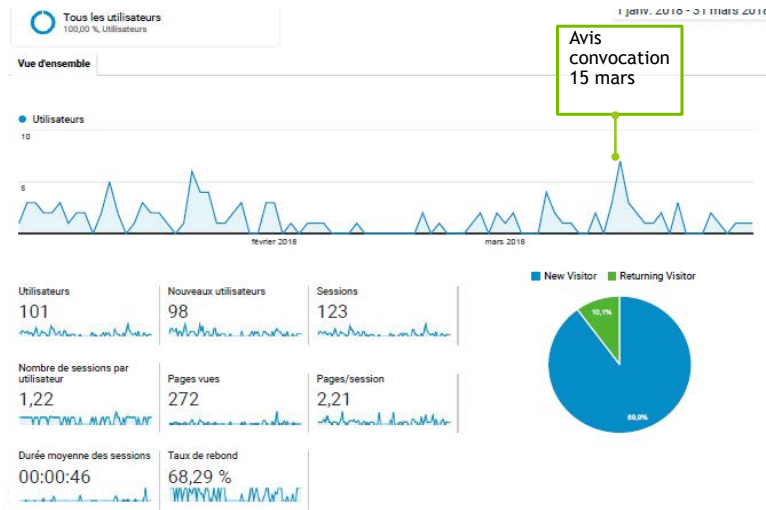 Tous les utilisateurs
100,00 %, Utilisateurs
1 janv. 2018 - 31 mars 2018
Avis
convocation
15 mars
Vue d'ensemble
Utilisateurs
10
5
février 2018
mars 2018
New Visitor
Returning Visitor
Utilisateurs
101
Nouveaux utilisateurs
98
Sessions
123
10,1%
89,9%
Nombre de sessions par
utilisateur
1,22
Pages vues
272
Pages/session
2,21
Durée moyenne des sessions
00:00:46
Taux de rebond
68,29 %